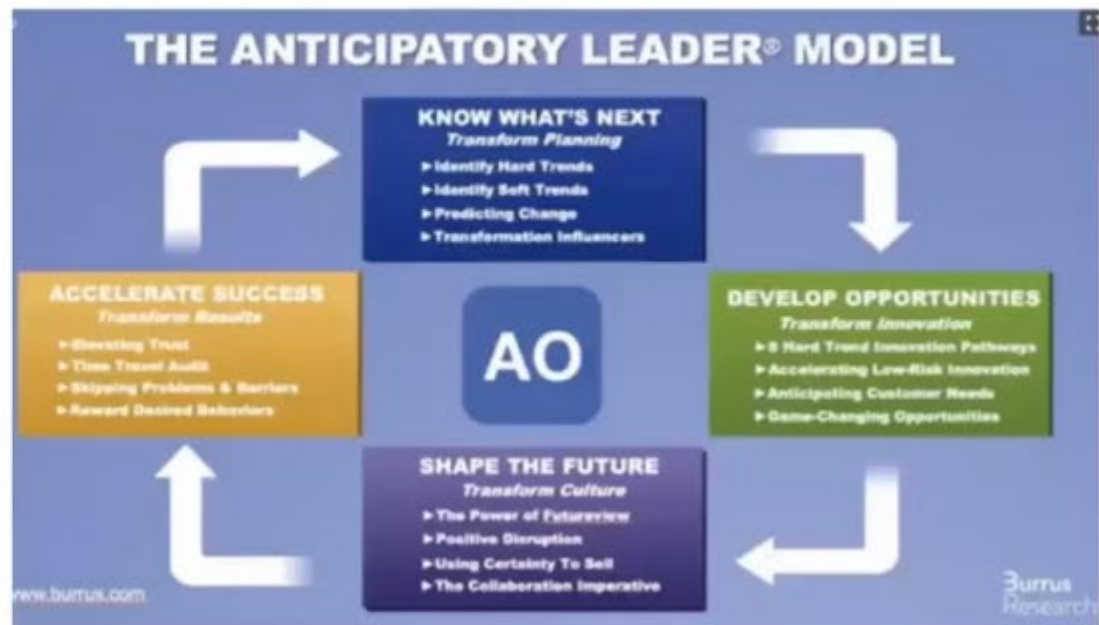 THE ANTICIPATORY LEADER® MODEL
KNOW WHAT'S NEXT
Transform Planning
►Identify Hard Trends
►Identify Soft Trends
►Predicting Change
►Transformation Influencers
DEVELOP OPPORTUNITIES
Transform Innovation
►8 Hard Trend Innovation Pathways
►Accelerating Low-Risk Innovation
►Anticipating Customer Needs
►Game-Changing Opportunities
SHAPE THE FUTURE
Transform Culture
►The Power of Futureview
►Positive Disruption
►Using Certainty To Sell
►The Collaboration Imperative
ACCELERATE SUCCESS
Transform Results
►Elevating Trust
►Time Travel Audit
►Skipping Problems & Barriers
►Reward Desired Behaviors
AO
www.burrus.com
Burrus
Research